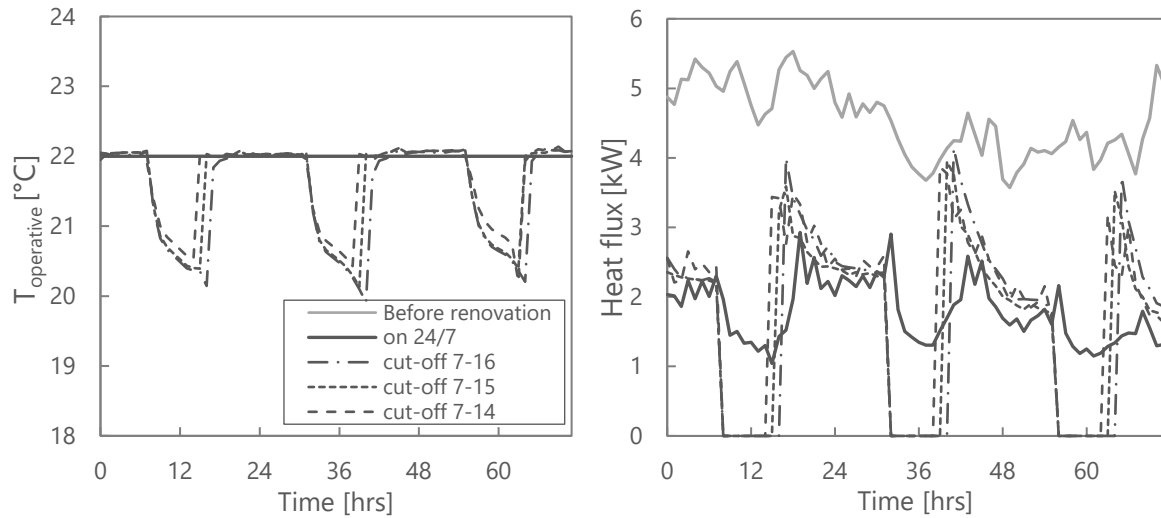 24
23
22
21
20
19
18
T_operative [°C]
0
12
24
36
48
60
Time [hrs]
Before renovation
on 24/7
cut-off 7-16
cut-off 7-15
cut-off 7-14
6
5
4
3
2
1
0
Heat flux [kW]
0
12
24
36
48
60
Time [hrs]